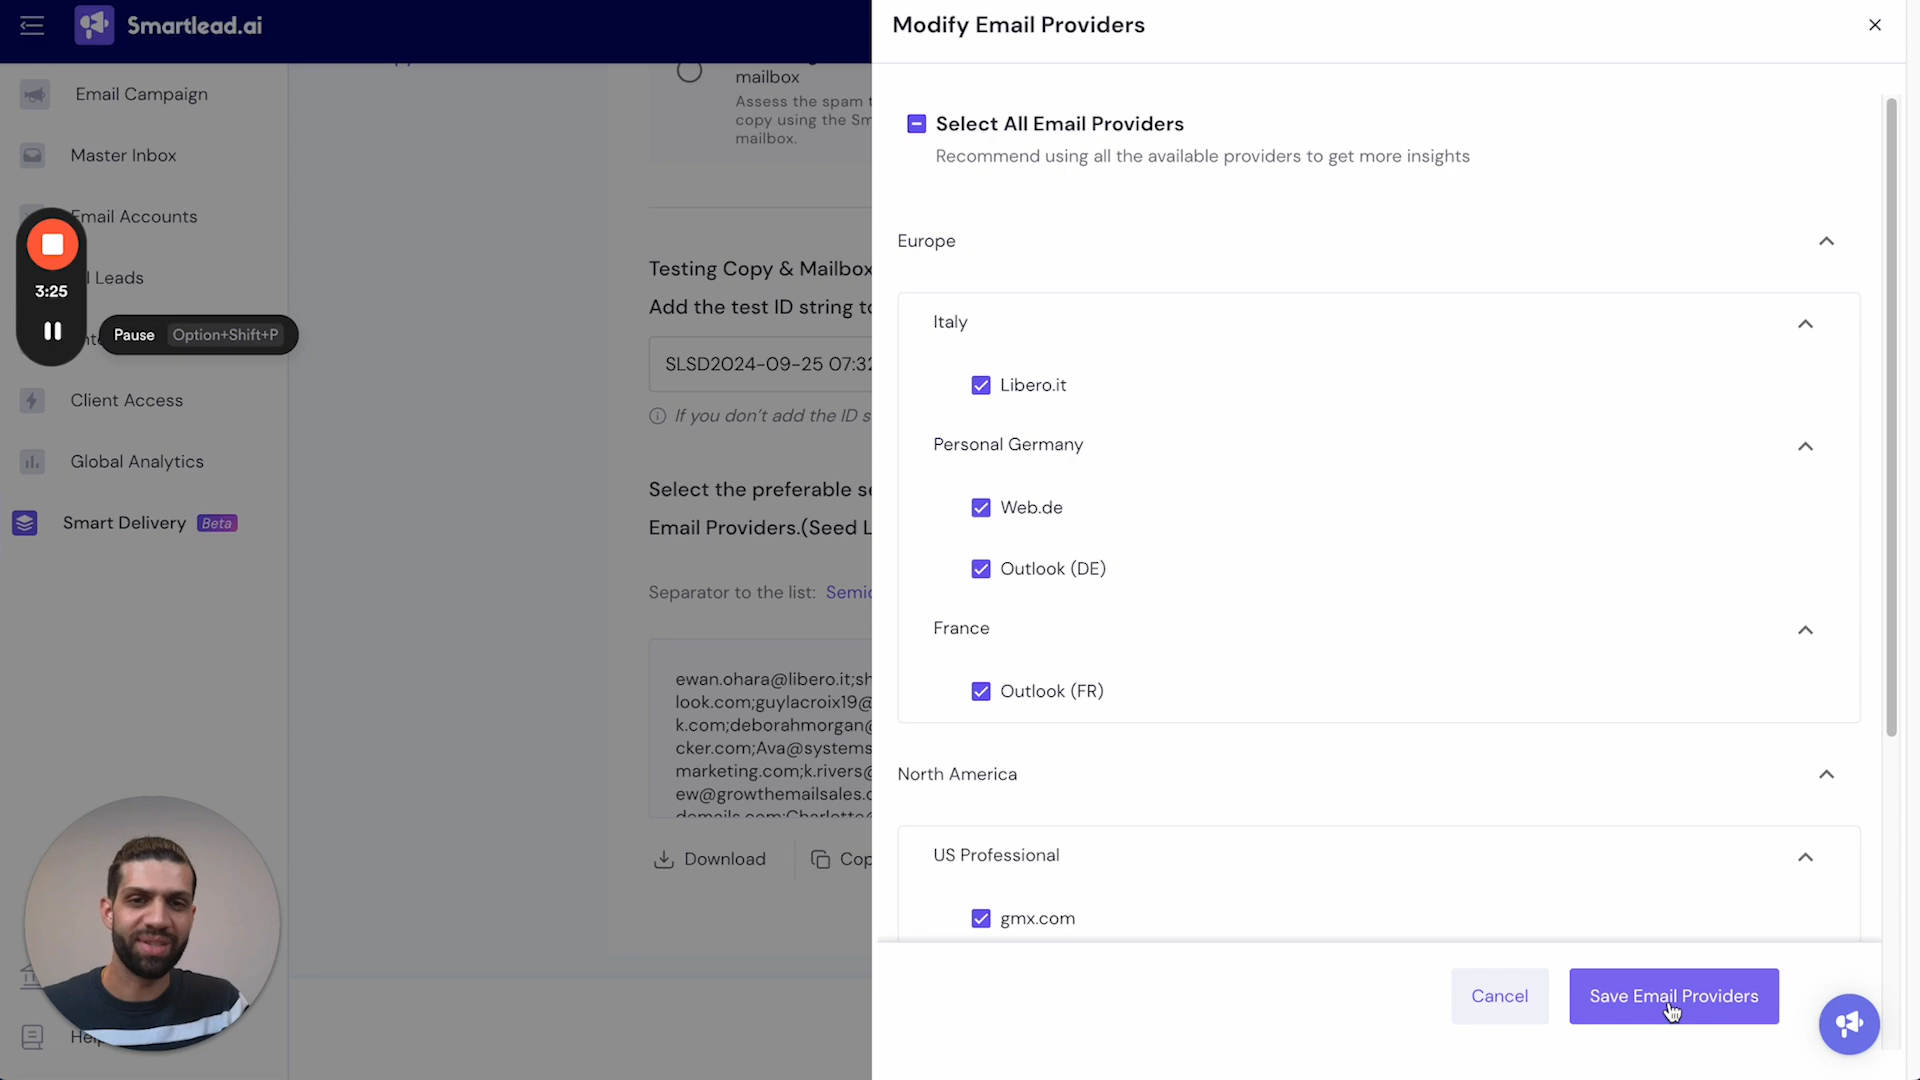 Smartlead.ai
Email Campaign
Master Inbox
Email Accounts
Leads
3:25
Pause Option+Shift+P
Client Access
Global Analytics
Smart Delivery Beta
mailbox
Assess the spam
copy using the
mailbox.
Testing Copy & Mailbox
Add the test ID string
SLSD2024-09-25 07:32
If you don't add the ID
Select the preferable
Email Providers.(Seed
Separator to the list:
ewan.ohara@libero.it;sh
look.com;guylacroix19@
k.com;deborahmorgan@
cker.com;Ava@systems
marketing.com;k.rivers@
ew@growthemailsales.c
Download
Modify Email Providers
Select All Email Providers
Recommend using all the available providers to get more insights
Europe
Italy
Libero.it
Personal Germany
Web.de
Outlook (DE)
France
Outlook (FR)
North America
US Professional
gmx.com
Cancel Save Email Providers